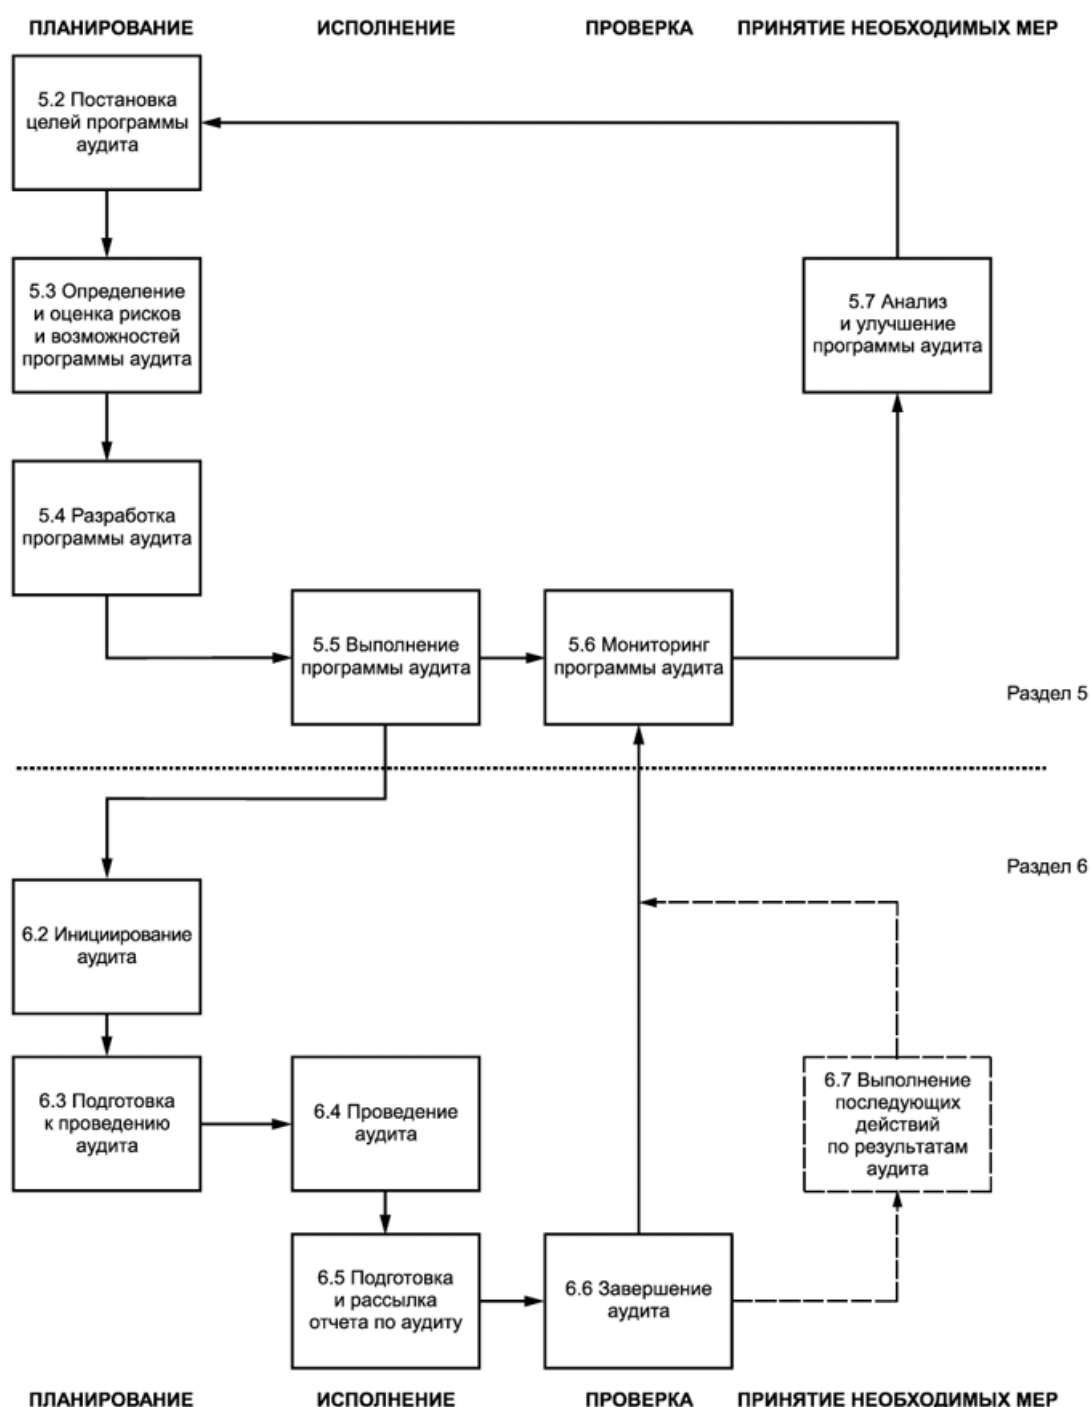 ПЛАНИРОВАНИЕ ИСПОЛНЕНИЕ ПРОВЕРКА ПРИНЯТИЕ НЕОБХОДИМЫХ МЕР
5.2 Постановка
целей программы
аудита
5.3 Определение
и оценка рисков
и возможностей
программы аудита
5.7 Анализ
и улучшение
программы аудита
5.4 Разработка
программы аудита
5.5 Выполнение
программы аудита
5.6 Мониторинг
программы аудита
Раздел 5
Раздел 6
6.2 Инициирование
аудита
6.3 Подготовка
к проведению
аудита
6.4 Проведение
аудита
6.7 Выполнение
последующих
действий
по результатам
аудита
6.5 Подготовка
и рассылка
отчета по аудиту
6.6 Завершение
аудита
ПЛАНИРОВАНИЕ ИСПОЛНЕНИЕ ПРОВЕРКА ПРИНЯТИЕ НЕОБХОДИМЫХ МЕР